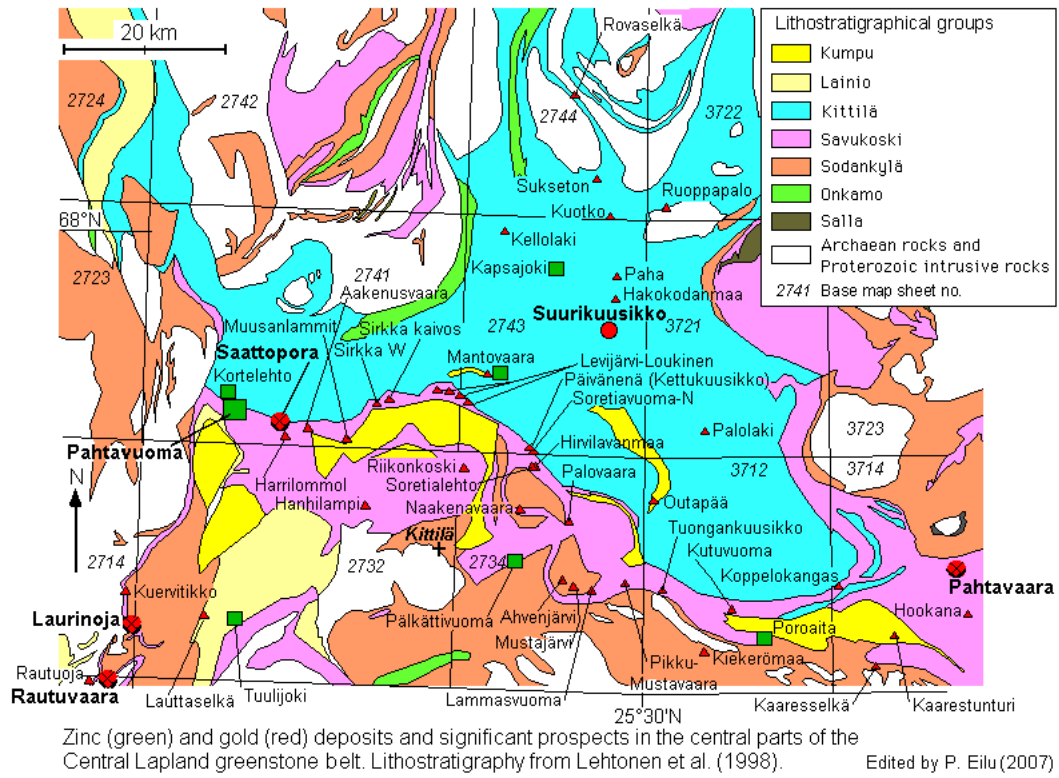 20 km
Rovaselkä
Lithostratigraphical groups
Kumpu
Lainio
Kittilä
Savukoski
Sodankylä
Onkamo
Salla
Archaean rocks and
Proterozoic intrusive rocks
2741 Base map sheet no.
2724
2742
2744
3722
Sukseton
Ruoppapalo
Kuotko
68°N
Kellolaki
2723
2741
Kapsajoki
Paha
Aakenusvaara
Hakokodanmaa
Muusanlammit
Sirkka kaivos
2743
Suurikuusikko
3721
Saattopora
Sirkka W
Mantovaara
Levijärvi-Loukinen
Kortelehto
Päivänenä (Kettukuusikko)
Soretiavuoma-N
Pahtavuoma
Hirvilavanmaa
Palolaki
3723
N
Riikonkoski
Palovaara
3712
3714
Harrilommol
Soretialehto
Hanhilampi
Naakenavaara
Outapää
Kittilä
Tuongankuusikko
2714
2732
2734
Kutuvuoma
Kuervitikko
Koppelokangas
Pahtavaara
Laurinoja
Pälkättivuomä
Ahvenjärvi
Hookana
Mustajärvi
Poroaita
Rautuoja
Pikku-
Mustavaara
Kiekerömaa
Rautuvaara
Lauttaselkä
Tuulijoki
Lammasvuoma
Kaaresselkä
Kaarestunturi
25°30'N
Zinc (green) and gold (red) deposits and significant prospects in the central parts of the
Central Lapland greenstone belt. Lithostratigraphy from Lehtonen et al. (1998).
Edited by P. Eilu (2007)